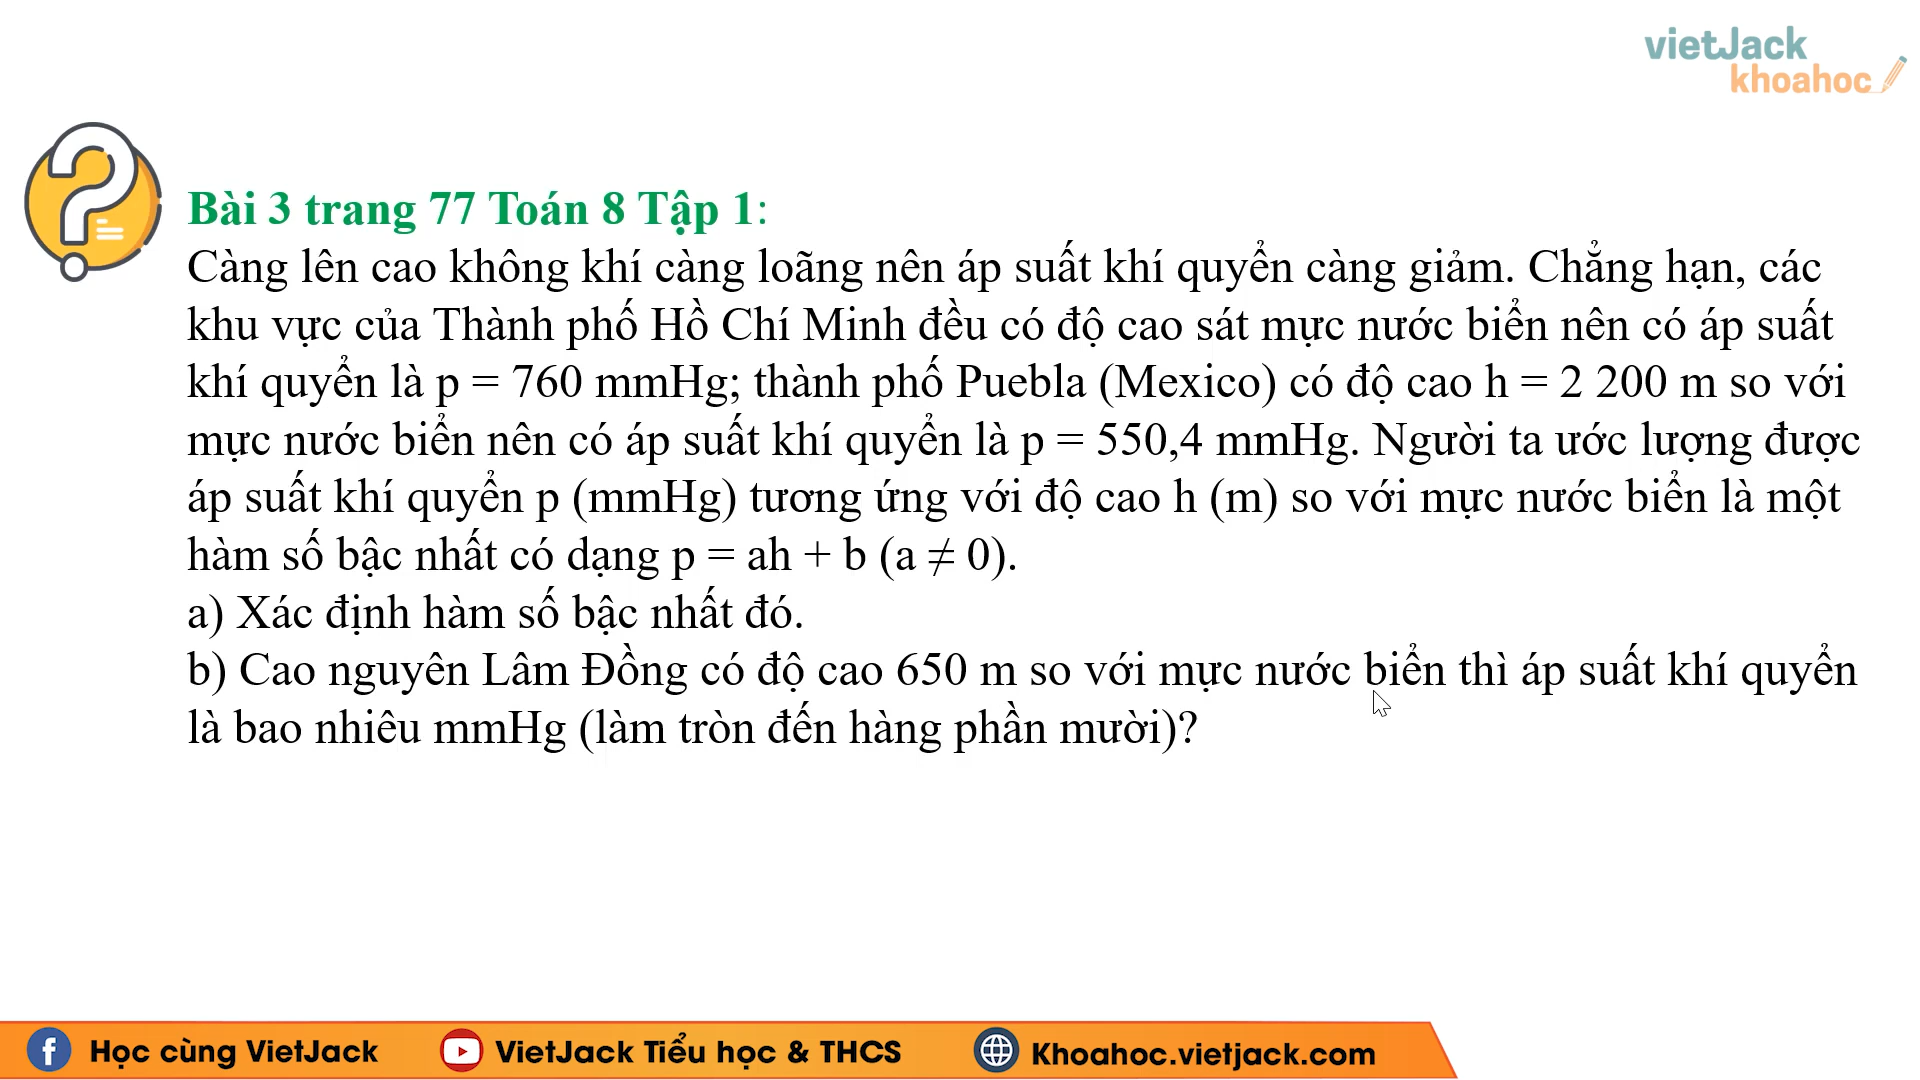 vietJack
khoahoc
Bài 3 trang 77 Toán 8 Tập 1:
Càng lên cao không khí càng loãng nên áp suất khí quyển càng giảm. Chẳng hạn, các
khu vực của Thành phố Hồ Chí Minh đều có độ cao sát mực nước biển nên có áp suất
khí quyển là p = 760 mmHg; thành phố Puebla (Mexico) có độ cao h = 2 200 m so với
mực nước biển nên có áp suất khí quyển là p = 550,4 mmHg. Người ta ước lượng được
áp suất khí quyển p (mmHg) tương ứng với độ cao h (m) so với mực nước biển là một
hàm số bậc nhất có dạng p = ah + b (a ≠ 0).
a) Xác định hàm số bậc nhất đó.
b) Cao nguyên Lâm Đồng có độ cao 650 m so với mực nước biển thì áp suất khí quyển
là bao nhiêu mmHg (làm tròn đến hàng phần mười)?
Học cùng VietJack
VietJack Tiểu học & THCS
Khoahoc.vietjack.com